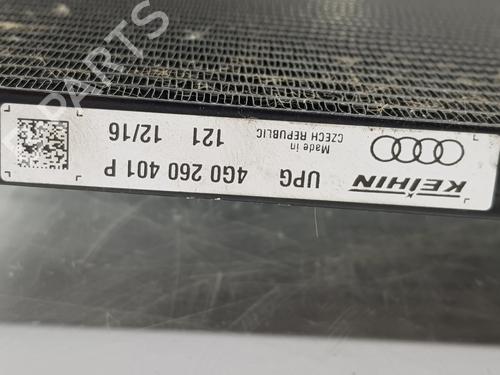 KEIHIN
UPG
4G0 260 401 P
Made in
CZECH REPUBLIC
121 12/16
B-PARTS